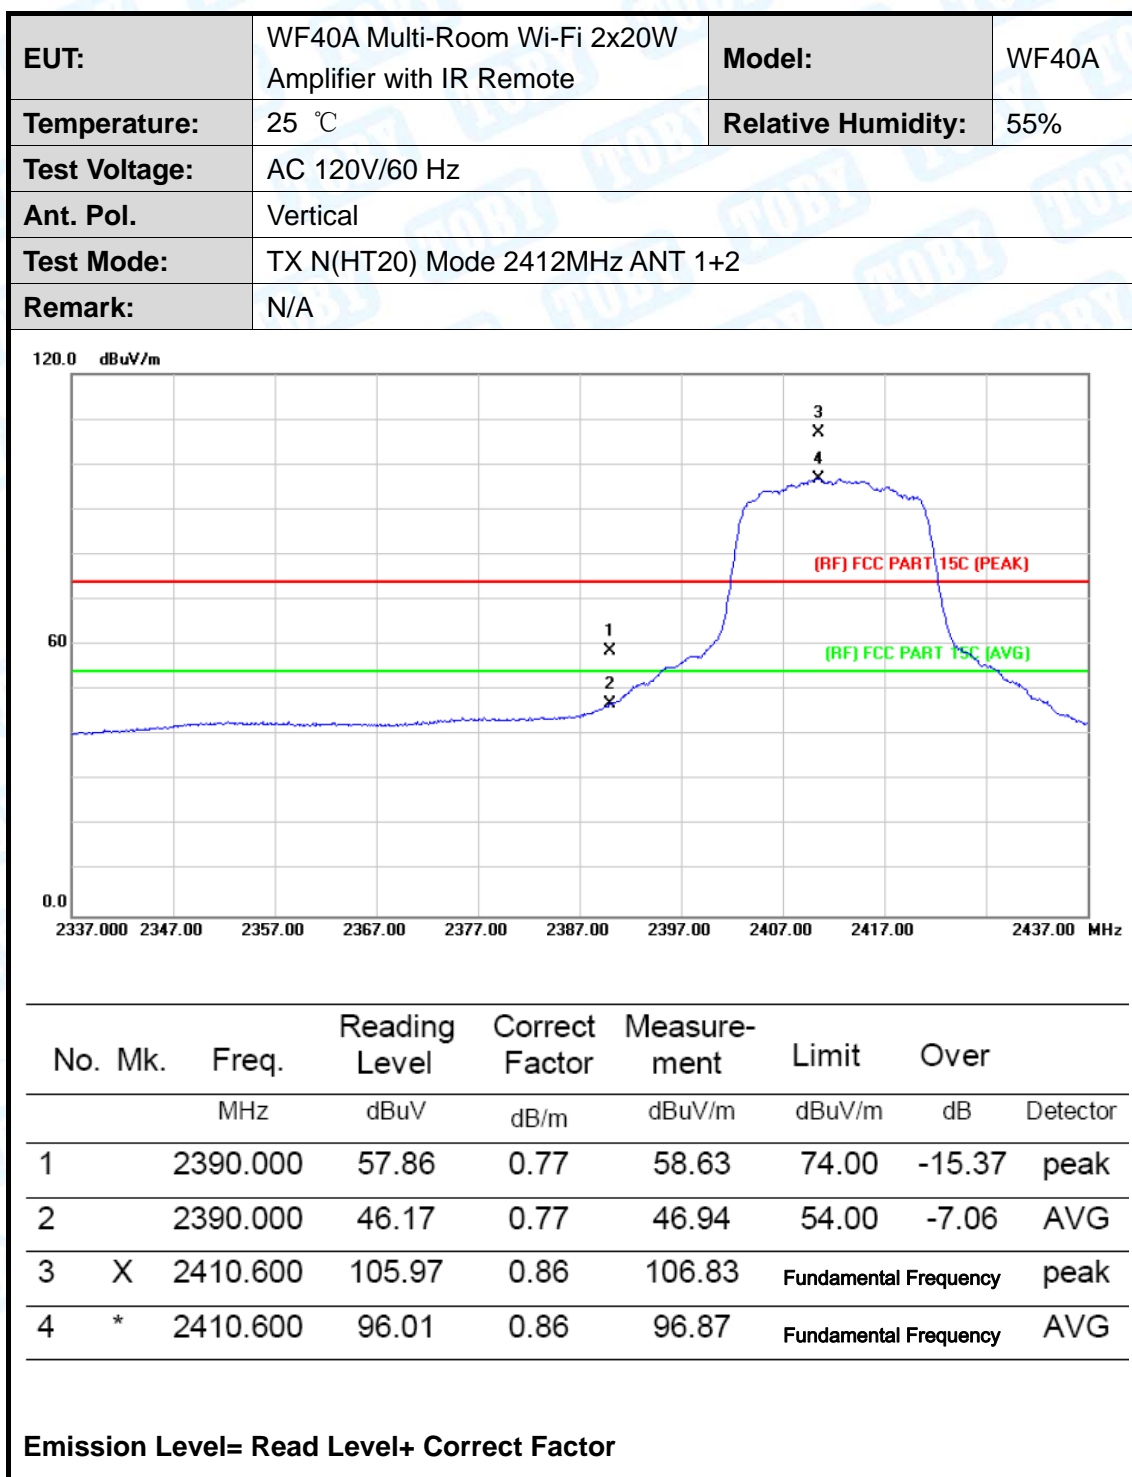 EUT: WF40A Multi-Room Wi-Fi 2x20W Amplifier with IR Remote Model: WF40A
Temperature: 25 ℃ Relative Humidity: 55%
Test Voltage: AC 120V/60 Hz
Ant. Pol. Vertical
Test Mode: TX N(HT20) Mode 2412MHz ANT 1+2
Remark: N/A
120.0 dBuV/m
3
X
4
X
(RF) FCC PART 15C (PEAK)
1
X
60
(RF) FCC PART 15C (AVG)
2
X
0.0
2337.000 2347.00 2357.00 2367.00 2377.00 2387.00 2397.00 2407.00 2417.00 2437.00 MHz
No. Mk. Freq. Reading Level Correct Factor Measure-ment Limit Over
MHz dBuV dB/m dBuV/m dBuV/m dB Detector
1 2390.000 57.86 0.77 58.63 74.00 -15.37 peak
2 2390.000 46.17 0.77 46.94 54.00 -7.06 AVG
3 X 2410.600 105.97 0.86 106.83 Fundamental Frequency peak
4 * 2410.600 96.01 0.86 96.87 Fundamental Frequency AVG
Emission Level= Read Level+ Correct Factor
TOBY